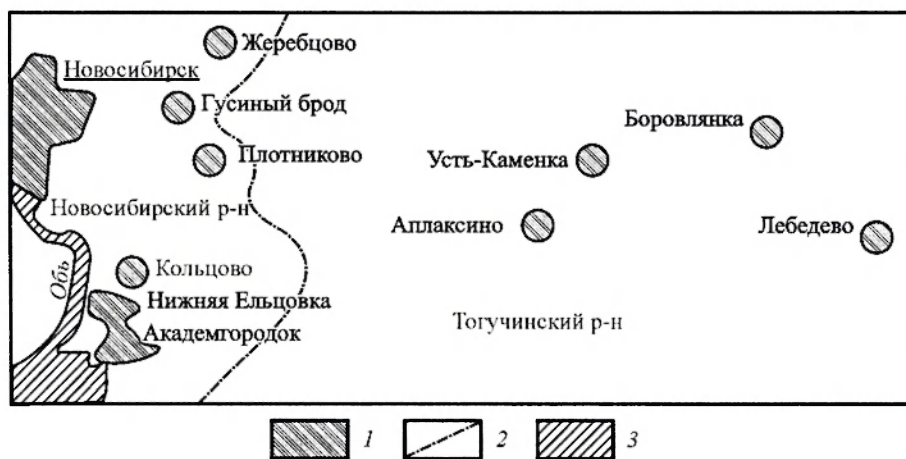 Жеребцово
Новосибирск
Гусиный брод
Боровлянка
Плотниково
Усть-Каменка
Новосибирский р-н
Аплаксино
Лебедево
Обь
Кольцово
Нижняя Ельцовка
Академгородок
Тогучинский р-н
1
2
3